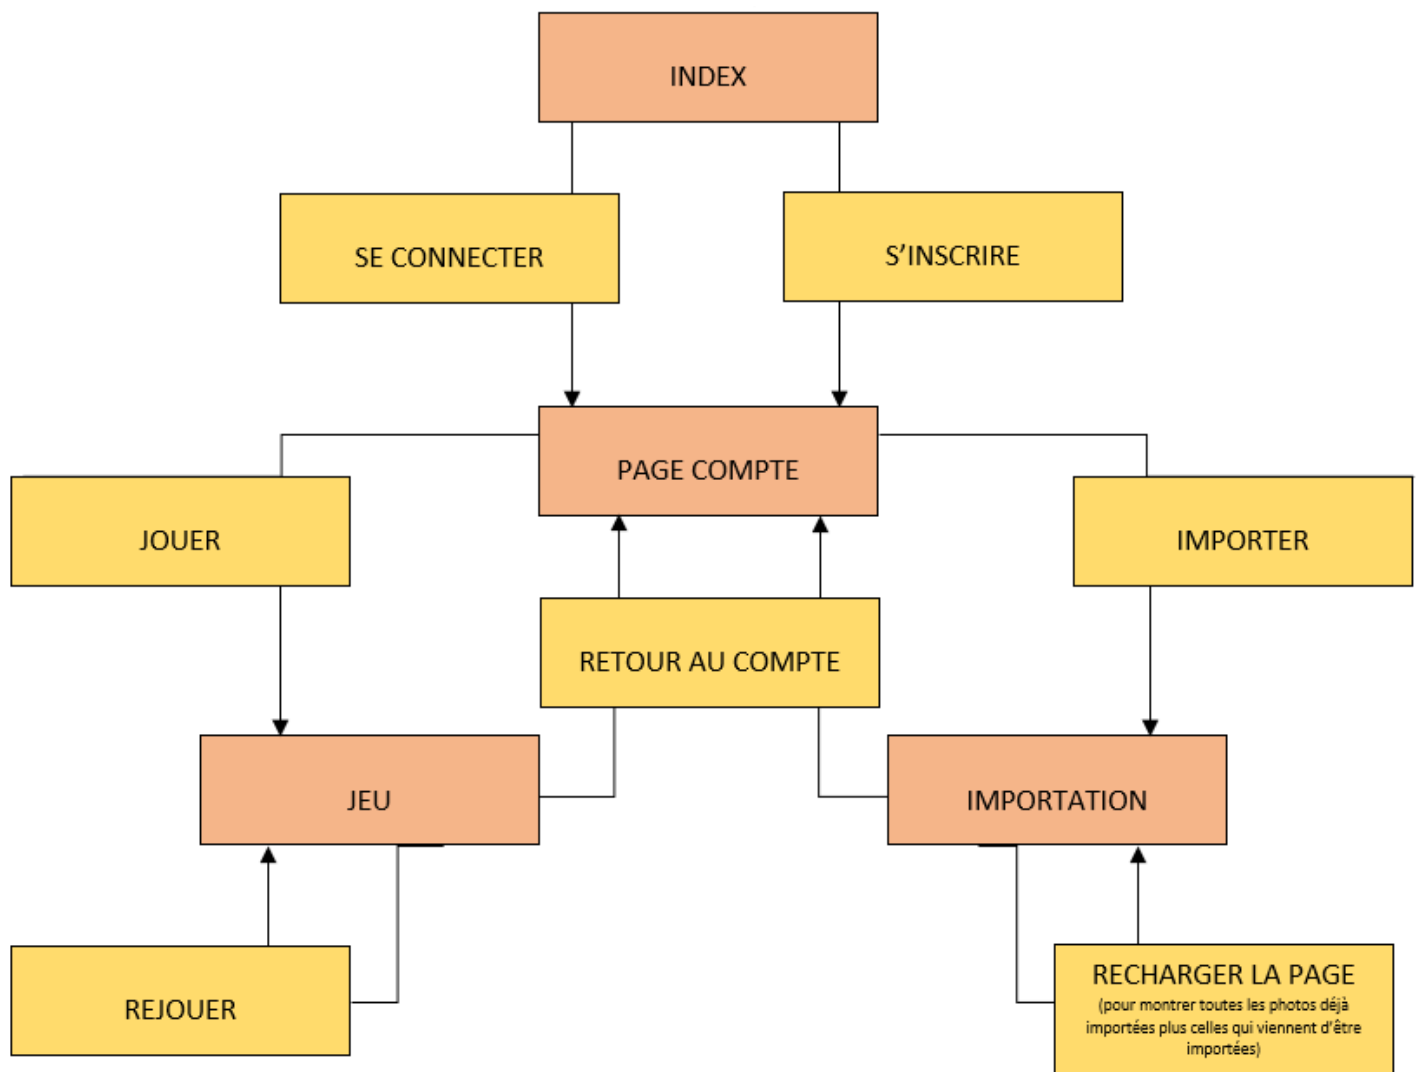 INDEX
SE CONNECTER
S’INSCRIRE
PAGE COMPTE
JOUER
IMPORTER
RETOUR AU COMPTE
JEU
IMPORTATION
REJOUER
RECHARGER LA PAGE
(pour montrer toutes les photos déjà
importées plus celles qui viennent d’être
importées)